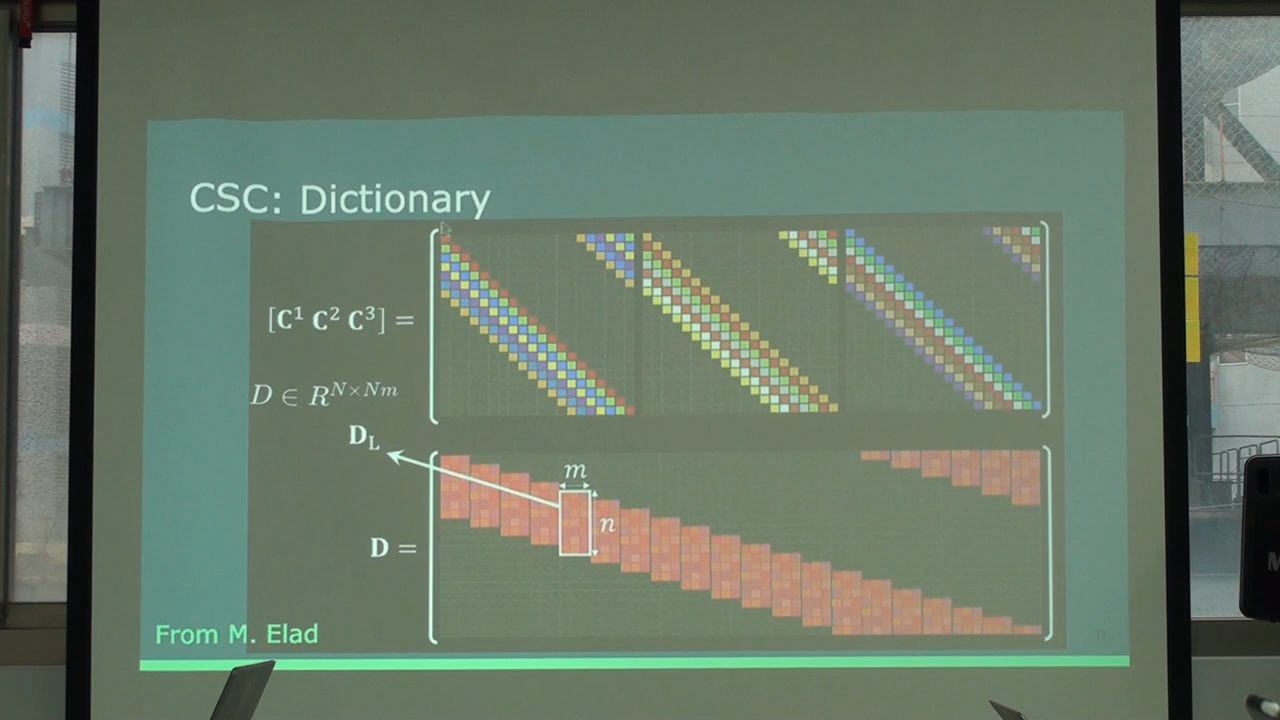 CSC: Dictionary
[C¹ C² C³] =
D ∈ R^{N×Nm}
D_L
m
n
D =
From M. Elad